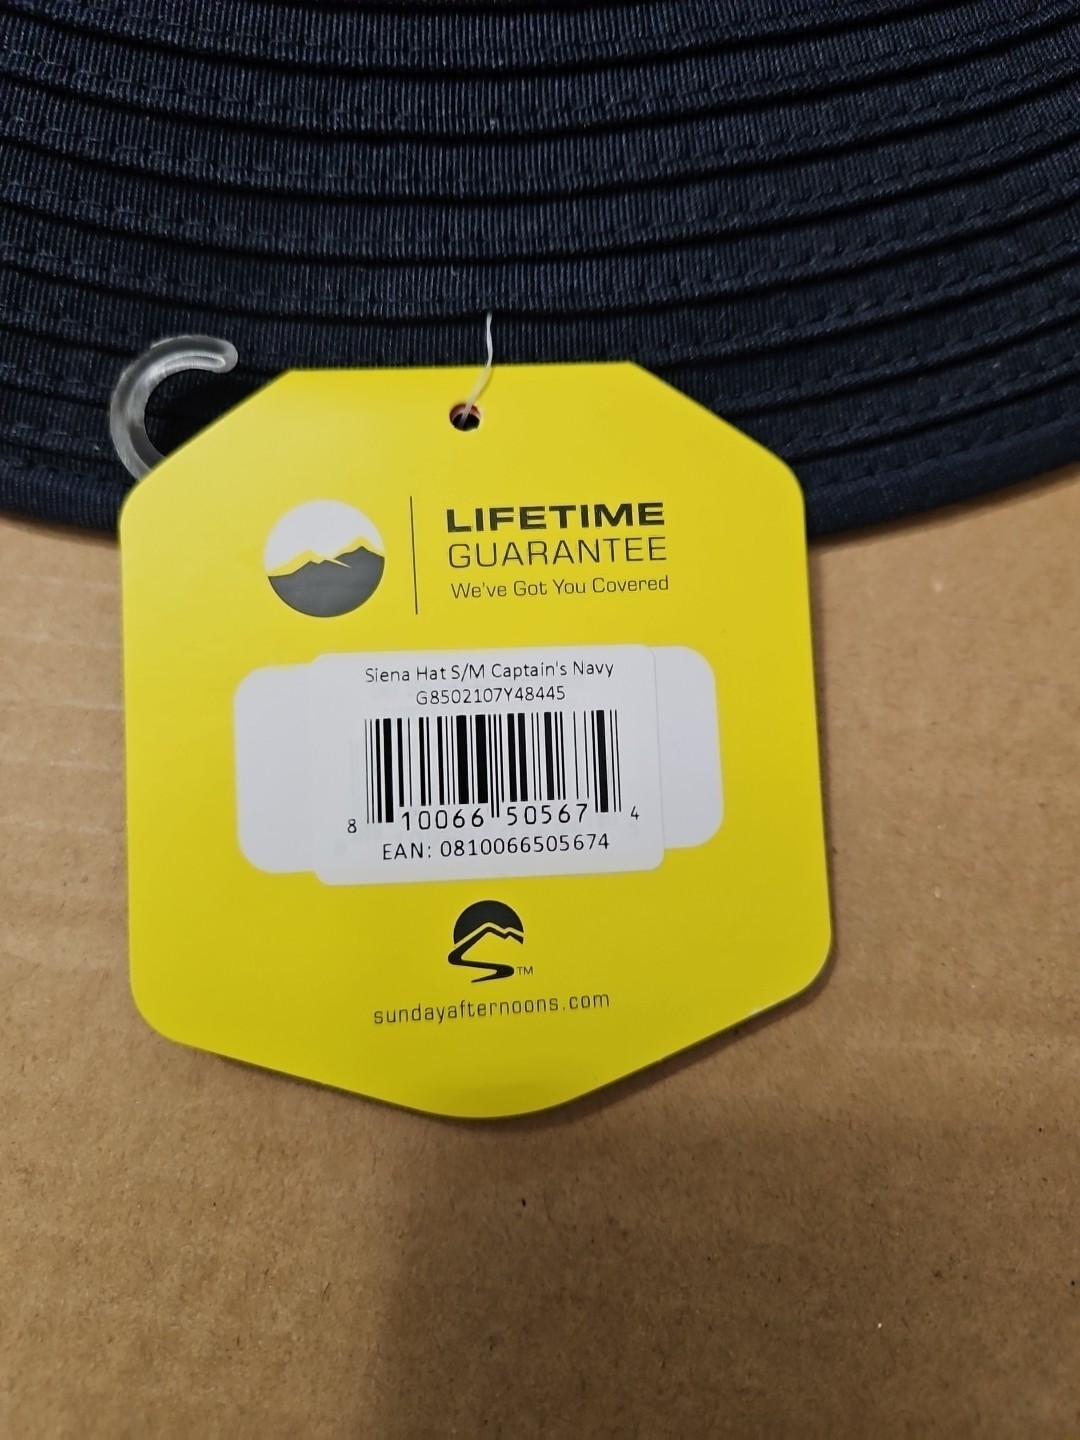 LIFETIME
GUARANTEE
We've Got You Covered
Siena Hat S/M Captain's Navy
G8502107Y48445
8 10066 50567 4
EAN: 0810066505674
TM
sundayafternoons.com